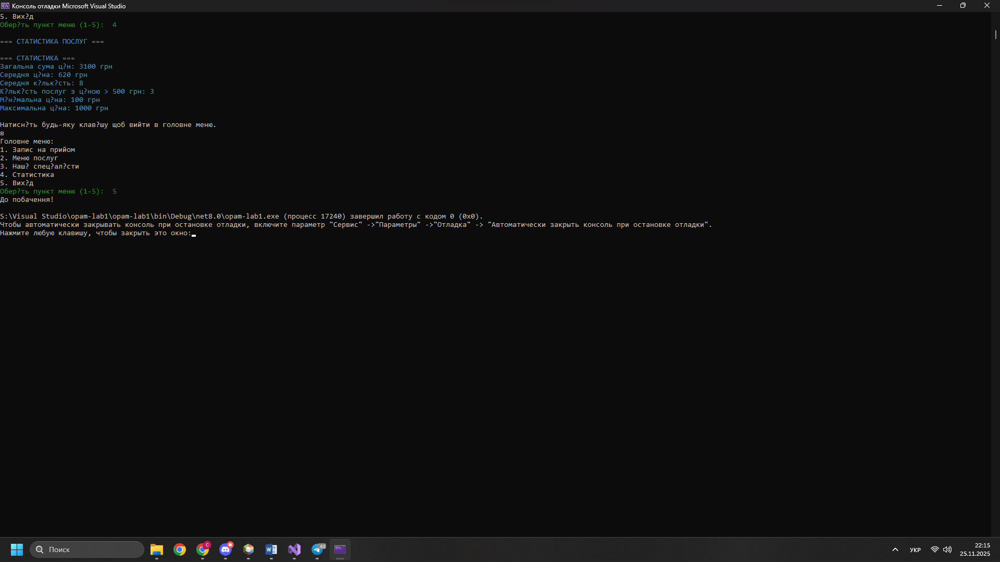 Консоль отладки Microsoft Visual Studio
5. Вих?д
Обер?ть пункт меню (1-5):  4
=== СТАТИСТИКА ПОСЛУГ ===
=== СТАТИСТИКА ===
Загальна сума ц?н: 3100 грн
Середня ц?на: 620 грн
Середня к?льк?сть: 8
К?льк?сть послуг з ц?ною > 500 грн: 3
М?н?мальна ц?на: 100 грн
Максимальна ц?на: 1000 грн
Натисн?ть будь-яку клав?шу щоб вийти в головне меню.
в
Головне меню:
1. Запис на прийом
2. Меню послуг
3. Наш? спец?ал?сти
4. Статистика
5. Вих?д
Обер?ть пункт меню (1-5):  5
До побачення!
S:\Visual Studio\opam-lab1\opam-lab1\bin\Debug\net8.0\opam-lab1.exe (процесс 17240) завершил работу с кодом 0 (0x0).
Чтобы автоматически закрывать консоль при остановке отладки, включите параметр "Сервис" ->"Параметры" ->"Отладка" -> "Автоматически закрыть консоль при остановке отладки".
Нажмите любую клавишу, чтобы закрыть это окно:
Поиск
C
60
УКР
22:15
25.11.2025